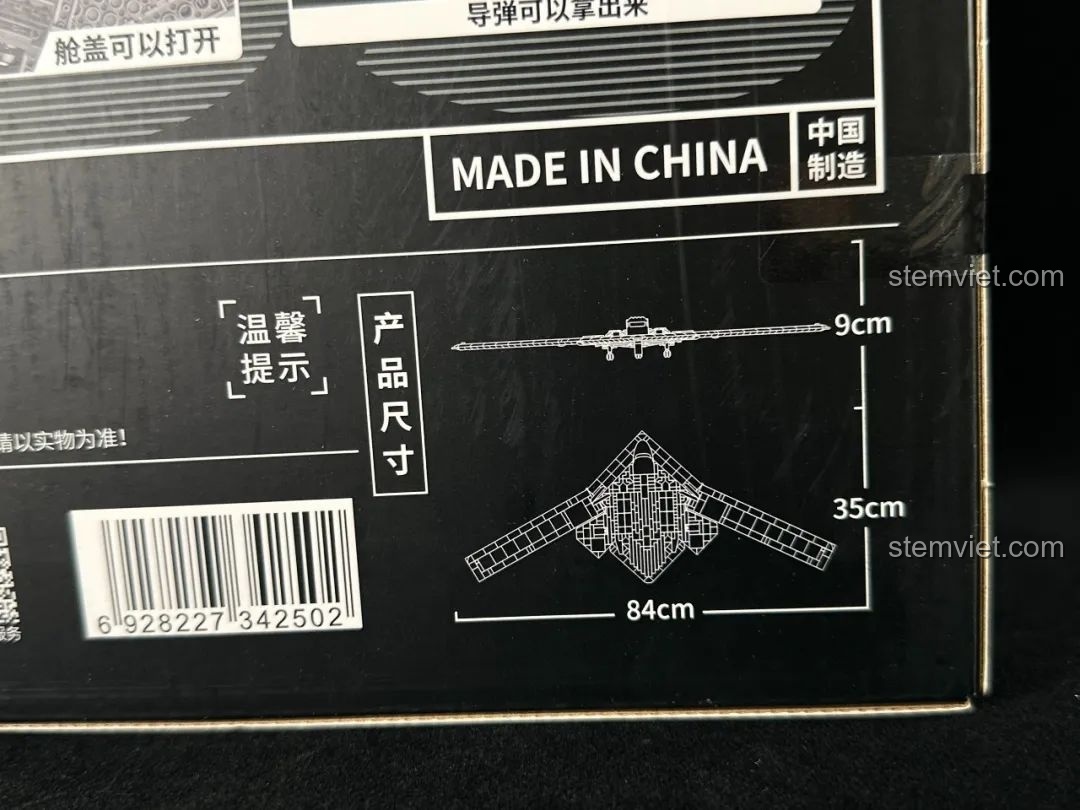 舱盖可以打开
导弹可以拿出来
MADE IN CHINA
中国
制造
stemviet.com
温馨
提示
产品尺寸
9cm
请以实物为准!
35cm
stemviet.com
84cm
6 928227 342502
服务